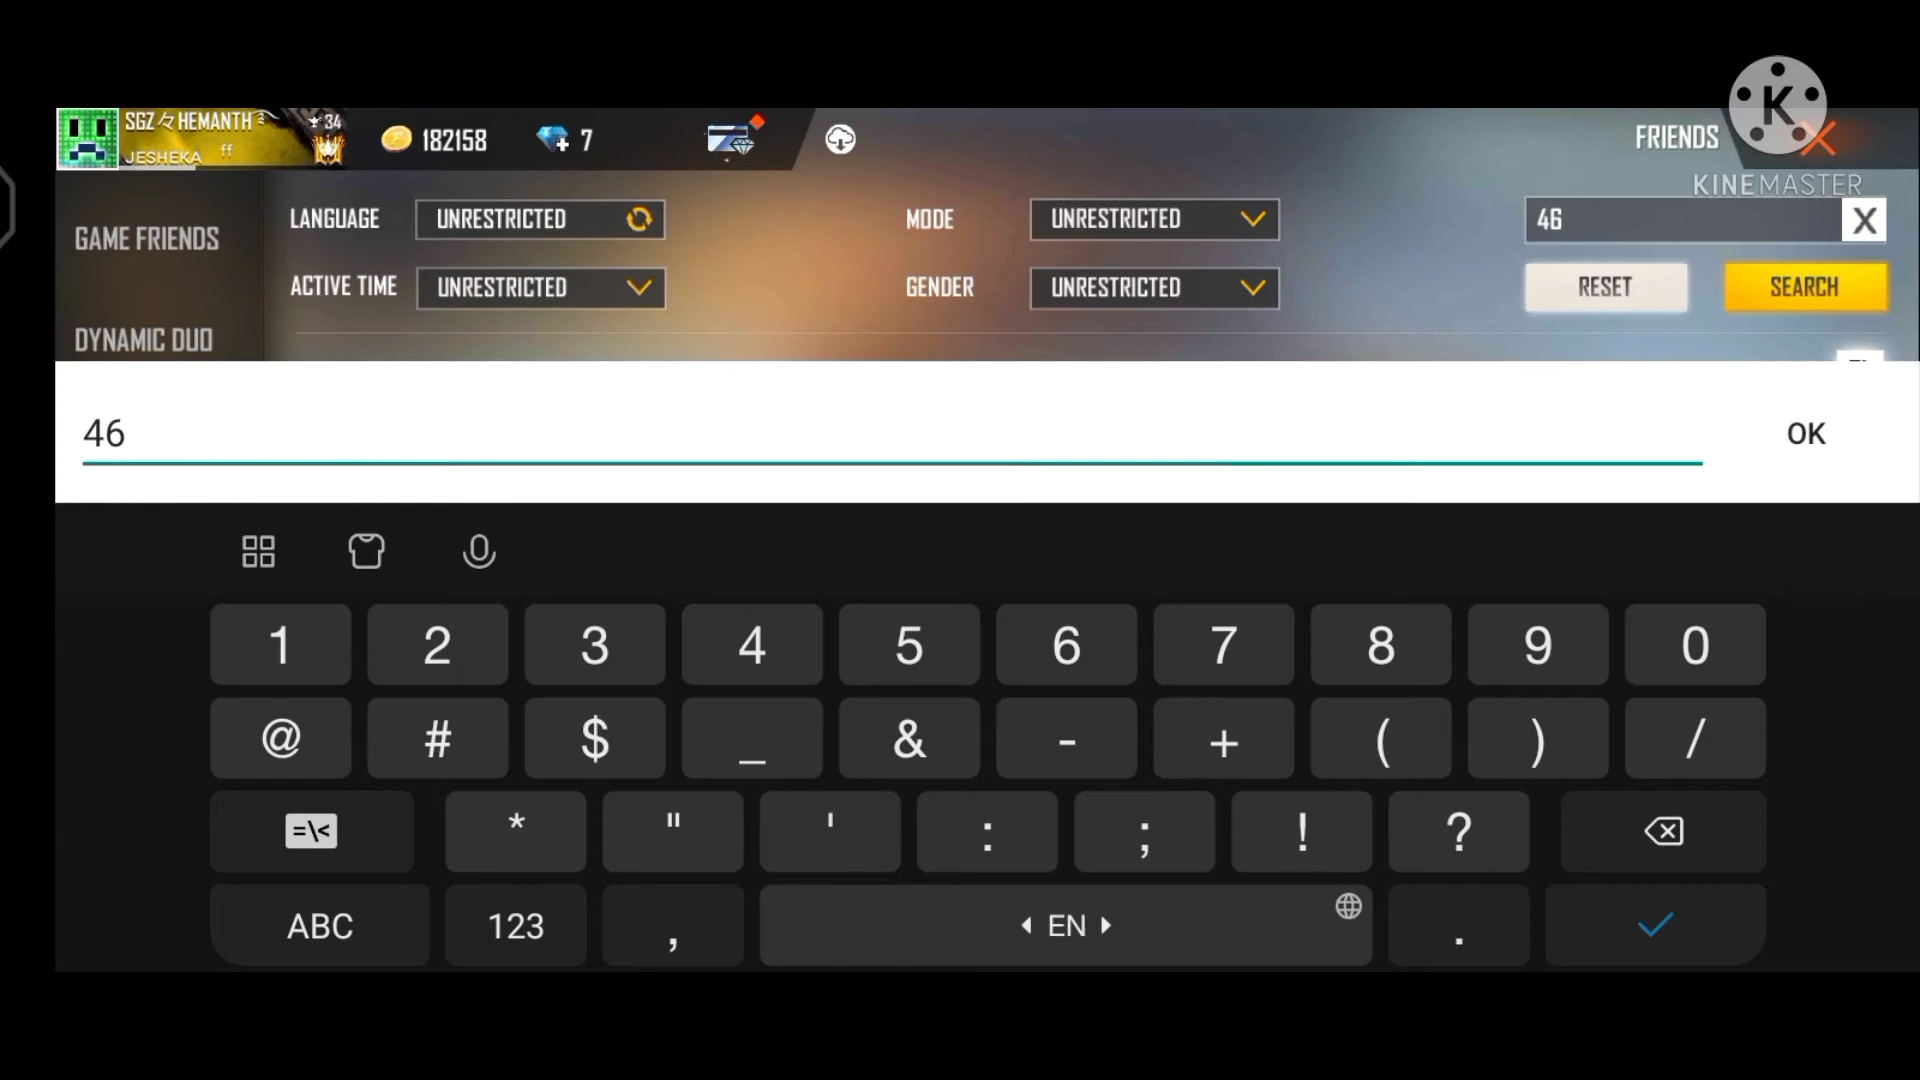 SGZ々HEMANTH
JESHEKA ff
34
182158
7
FRIENDS
K
KINEMASTER
GAME FRIENDS
DYNAMIC DUO
LANGUAGE UNRESTRICTED
MODE UNRESTRICTED
46 X
ACTIVE TIME UNRESTRICTED
GENDER UNRESTRICTED
RESET SEARCH
46 OK
1 2 3 4 5 6 7 8 9 0
@ # $ _ & - + ( ) /
=\< * " ' : ; ! ?
ABC 123 , EN .